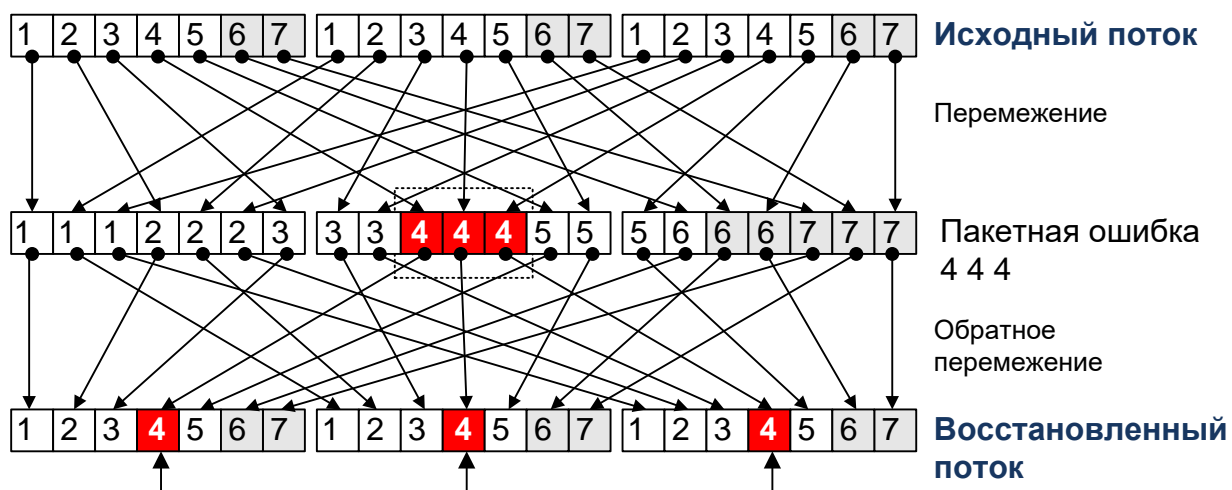 1 2 3 4 5 6 7 1 2 3 4 5 6 7 1 2 3 4 5 6 7 Исходный поток
Перемежение
1 1 1 2 2 2 3 3 3 4 4 4 5 5 5 6 6 6 7 7 7 Пакетная ошибка
4 4 4
Обратное
перемежение
1 2 3 4 5 6 7 1 2 3 4 5 6 7 1 2 3 4 5 6 7 Восстановленный
поток